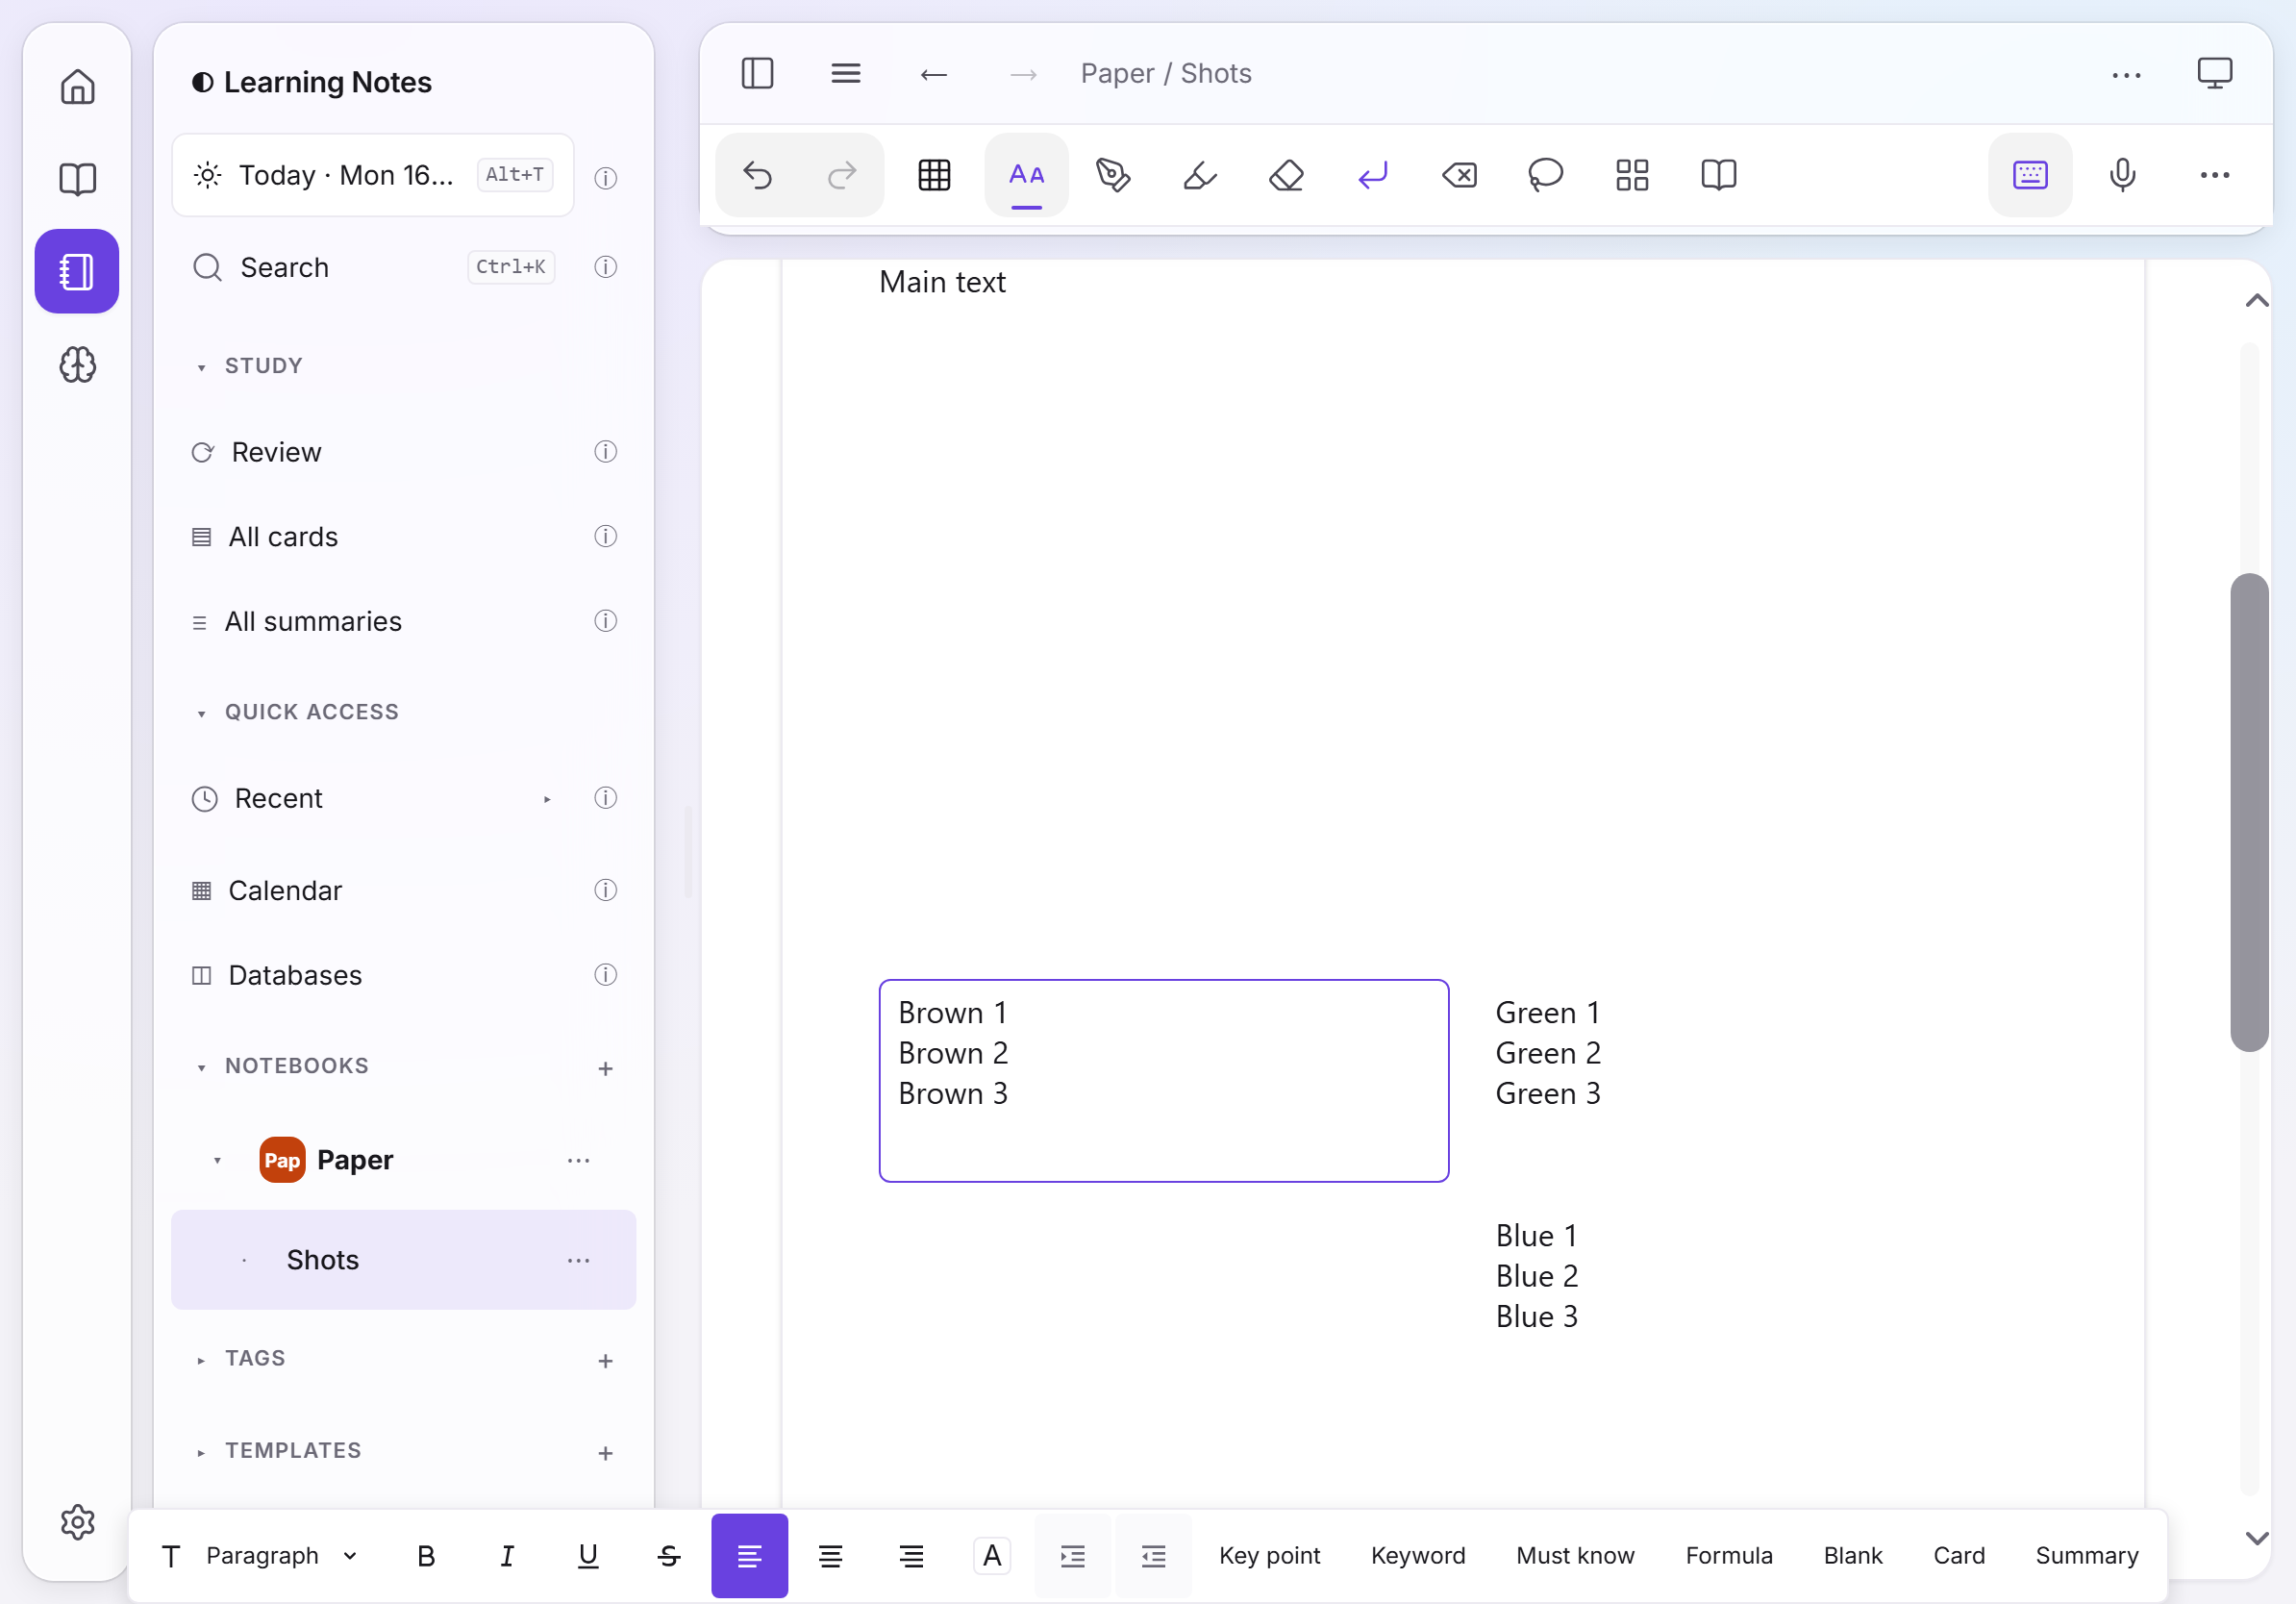 Learning Notes
Today · Mon 16... Alt+T
Search Ctrl+K
STUDY
Review
All cards
All summaries
QUICK ACCESS
Recent
Calendar
Databases
NOTEBOOKS
Pap Paper
Shots
TAGS
TEMPLATES
Paper / Shots
Main text
Brown 1
Brown 2
Brown 3
Green 1
Green 2
Green 3
Blue 1
Blue 2
Blue 3
Paragraph B I U S A Key point Keyword Must know Formula Blank Card Summary